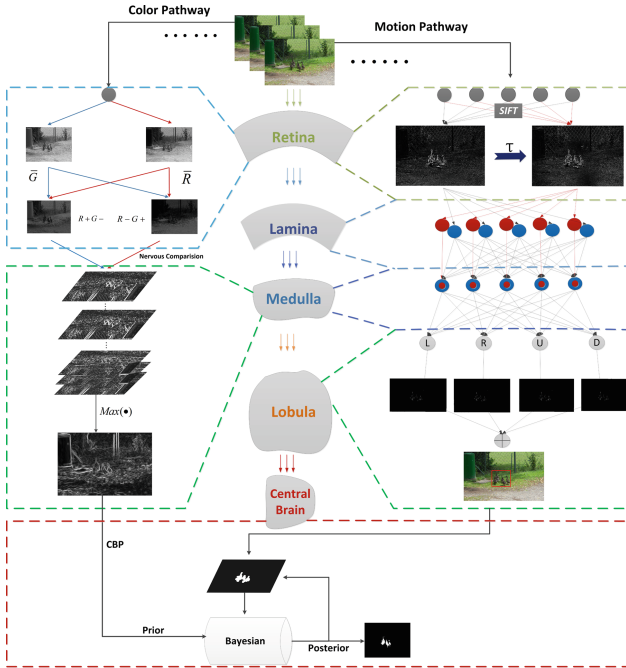 Color Pathway
Motion Pathway
SIFT
Retina
τ
G̅
R̅
R+G−
R−G+
Lamina
Nervous Comparision
Medulla
L
R
U
D
Lobula
Max(•)
Central
Brain
CBP
Prior
Bayesian
Posterior